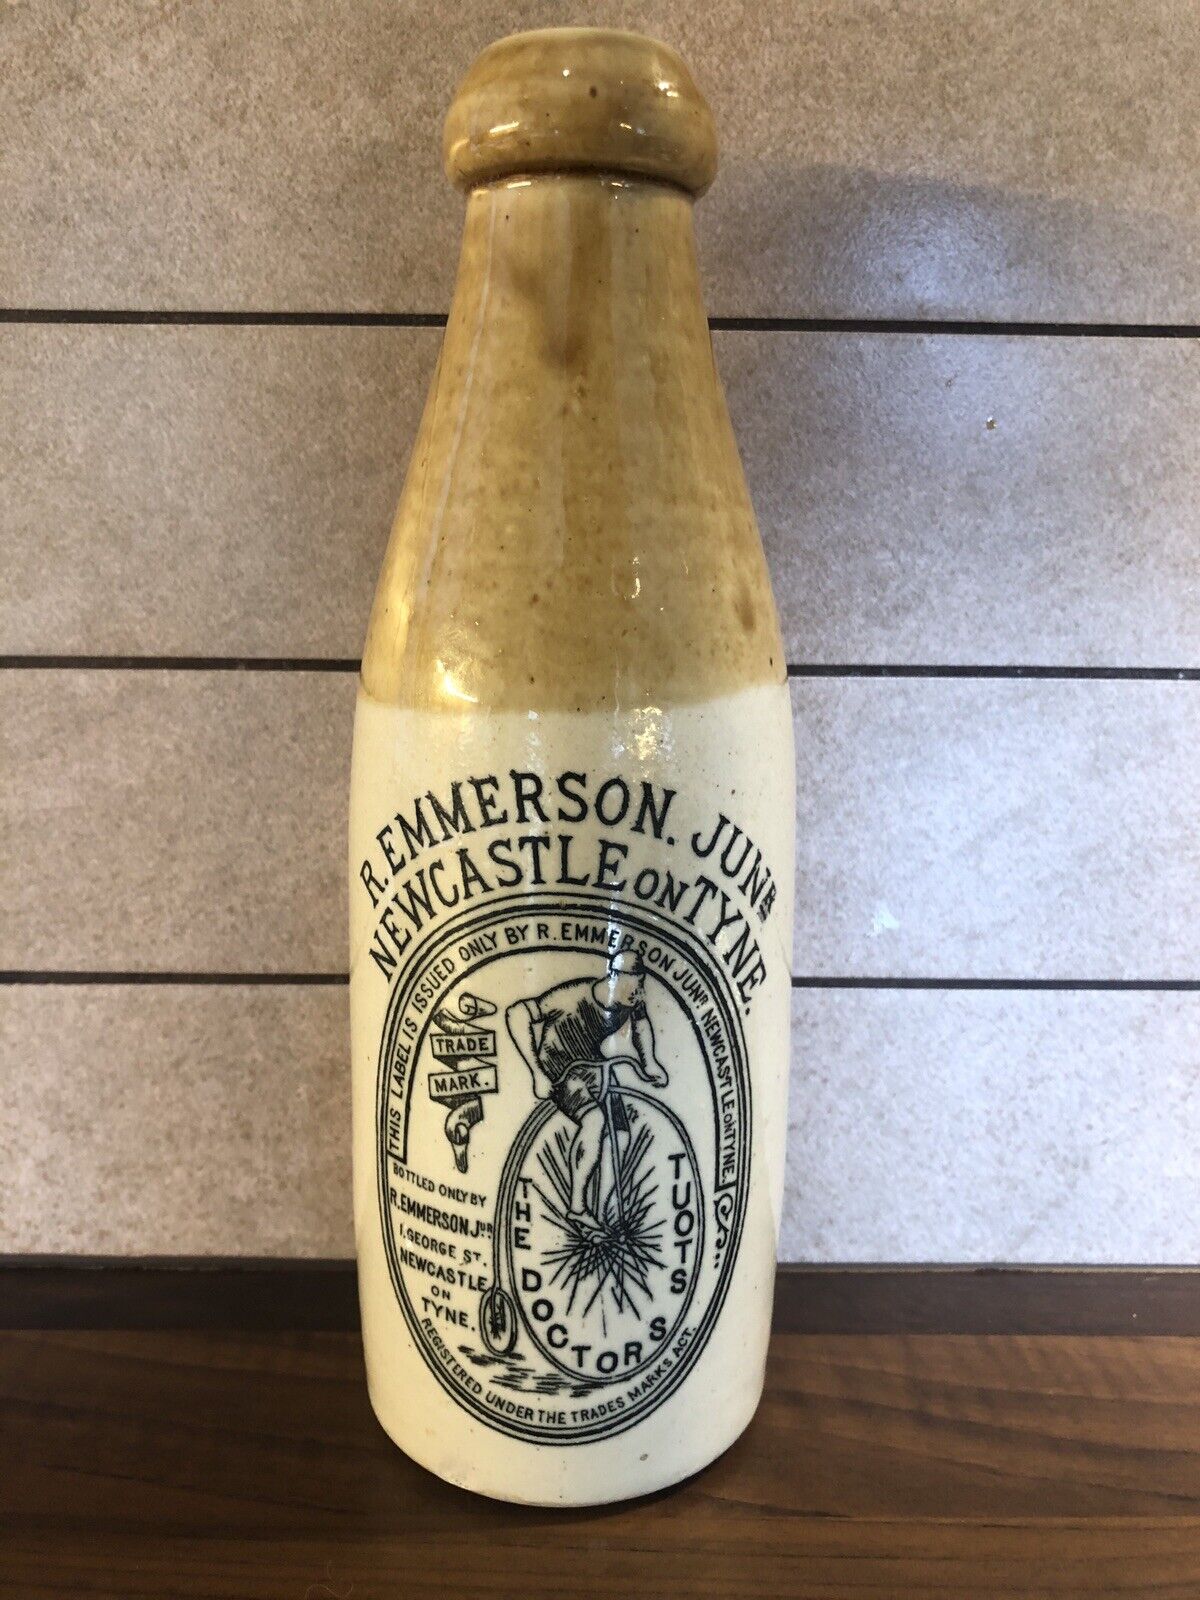 R. EMMERSON. JUNR
NEWCASTLE ON TYNE.
THIS LABEL IS ISSUED ONLY BY R. EMMERSON JUNR NEWCASTLE ON TYNE.
TRADE
MARK.
BOTTLED ONLY BY
R. EMMERSON JUR
1. GEORGE ST.
NEWCASTLE
ON
TYNE.
THE DOCTORS TUOTS
REGISTERED UNDER THE TRADES MARKS ACT.